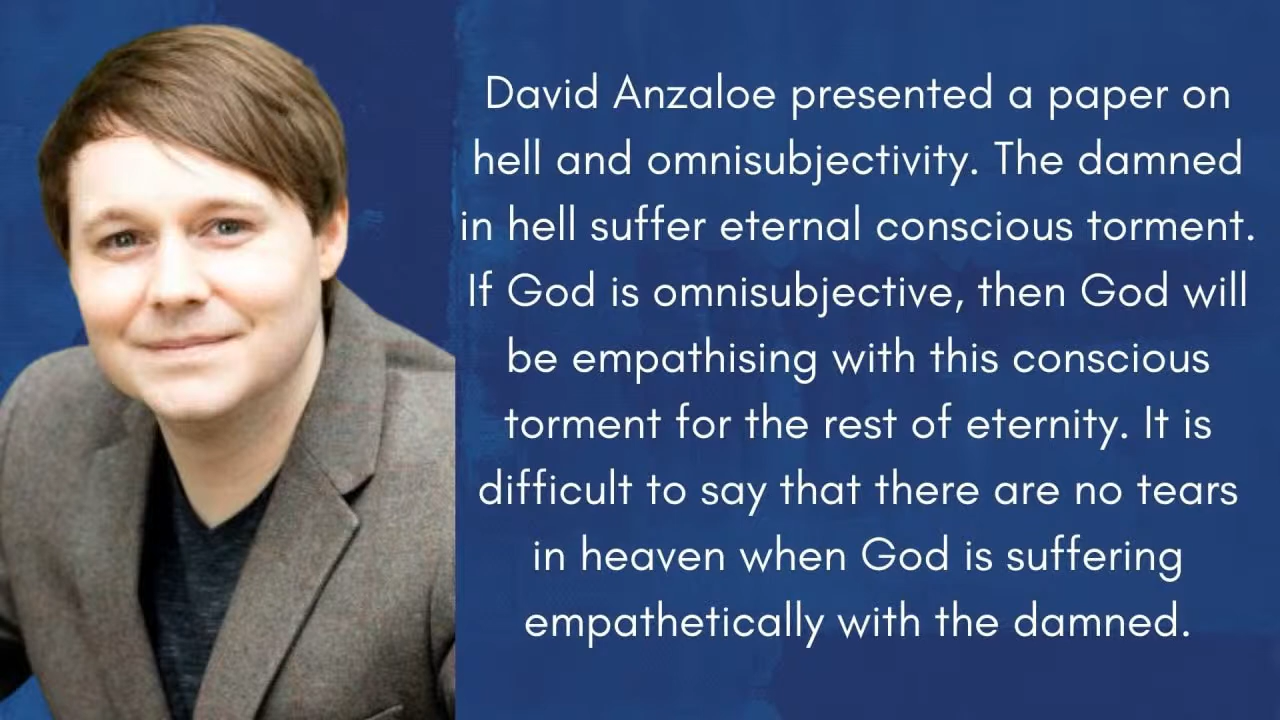 David Anzaloe presented a paper on
hell and omnisubjectivity. The damned
in hell suffer eternal conscious torment.
If God is omnisubjective, then God will
be empathising with this conscious
torment for the rest of eternity. It is
difficult to say that there are no tears
in heaven when God is suffering
empathetically with the damned.